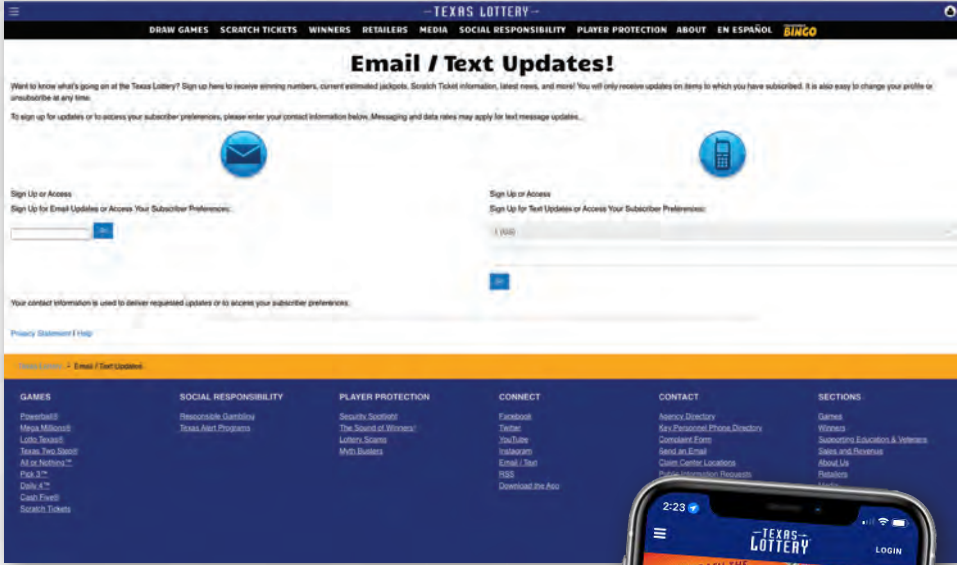 TEXAS LOTTERY
DRAW GAMES SCRATCH TICKETS WINNERS RETAILERS MEDIA SOCIAL RESPONSIBILITY PLAYER PROTECTION ABOUT EN ESPAÑOL BINGO
Email / Text Updates!
Want to know what's going on at the Texas Lottery? Sign up here to receive winning numbers, current estimated jackpots, Scratch Ticket information, latest news, and more! You will only receive updates on items to which you have subscribed. It is also easy to change your profile or
unsubscribe at any time.
To sign up for updates or to access your subscriber preferences, please enter your contact information below. Messaging and data rates may apply for text message updates.
Sign Up or Access
Sign Up for Email Updates or Access Your Subscriber Preferences:
Sign Up or Access
Sign Up for Text Updates or Access Your Subscriber Preferences:
Your contact information is used to deliver requested updates or to access your subscriber preferences.
Privacy Statement | Help
Email / Text Updates
GAMES
Powerball®
Mega Millions®
Lotto Texas®
Texas Two Step®
All or Nothing™
Pick 3™
Daily 4™
Cash Five®
Scratch Tickets
SOCIAL RESPONSIBILITY
Responsible Gambling
Texas Alert Programs
PLAYER PROTECTION
Security Spotlight
The Sound of Winners!
Lottery Scams
Myth Busters
CONNECT
Facebook
Twitter
YouTube
Instagram
Email / Text
RSS
Download the App
CONTACT
Agency Directory
Key Personnel Phone Directory
Complaint Form
Send an Email
Claim Center Locations
Public Information Requests
SECTIONS
Games
Winners
Supporting Education & Veterans
Sales and Revenue
About Us
Retailers
Media
2:23
TEXAS
LOTTERY
LOGIN